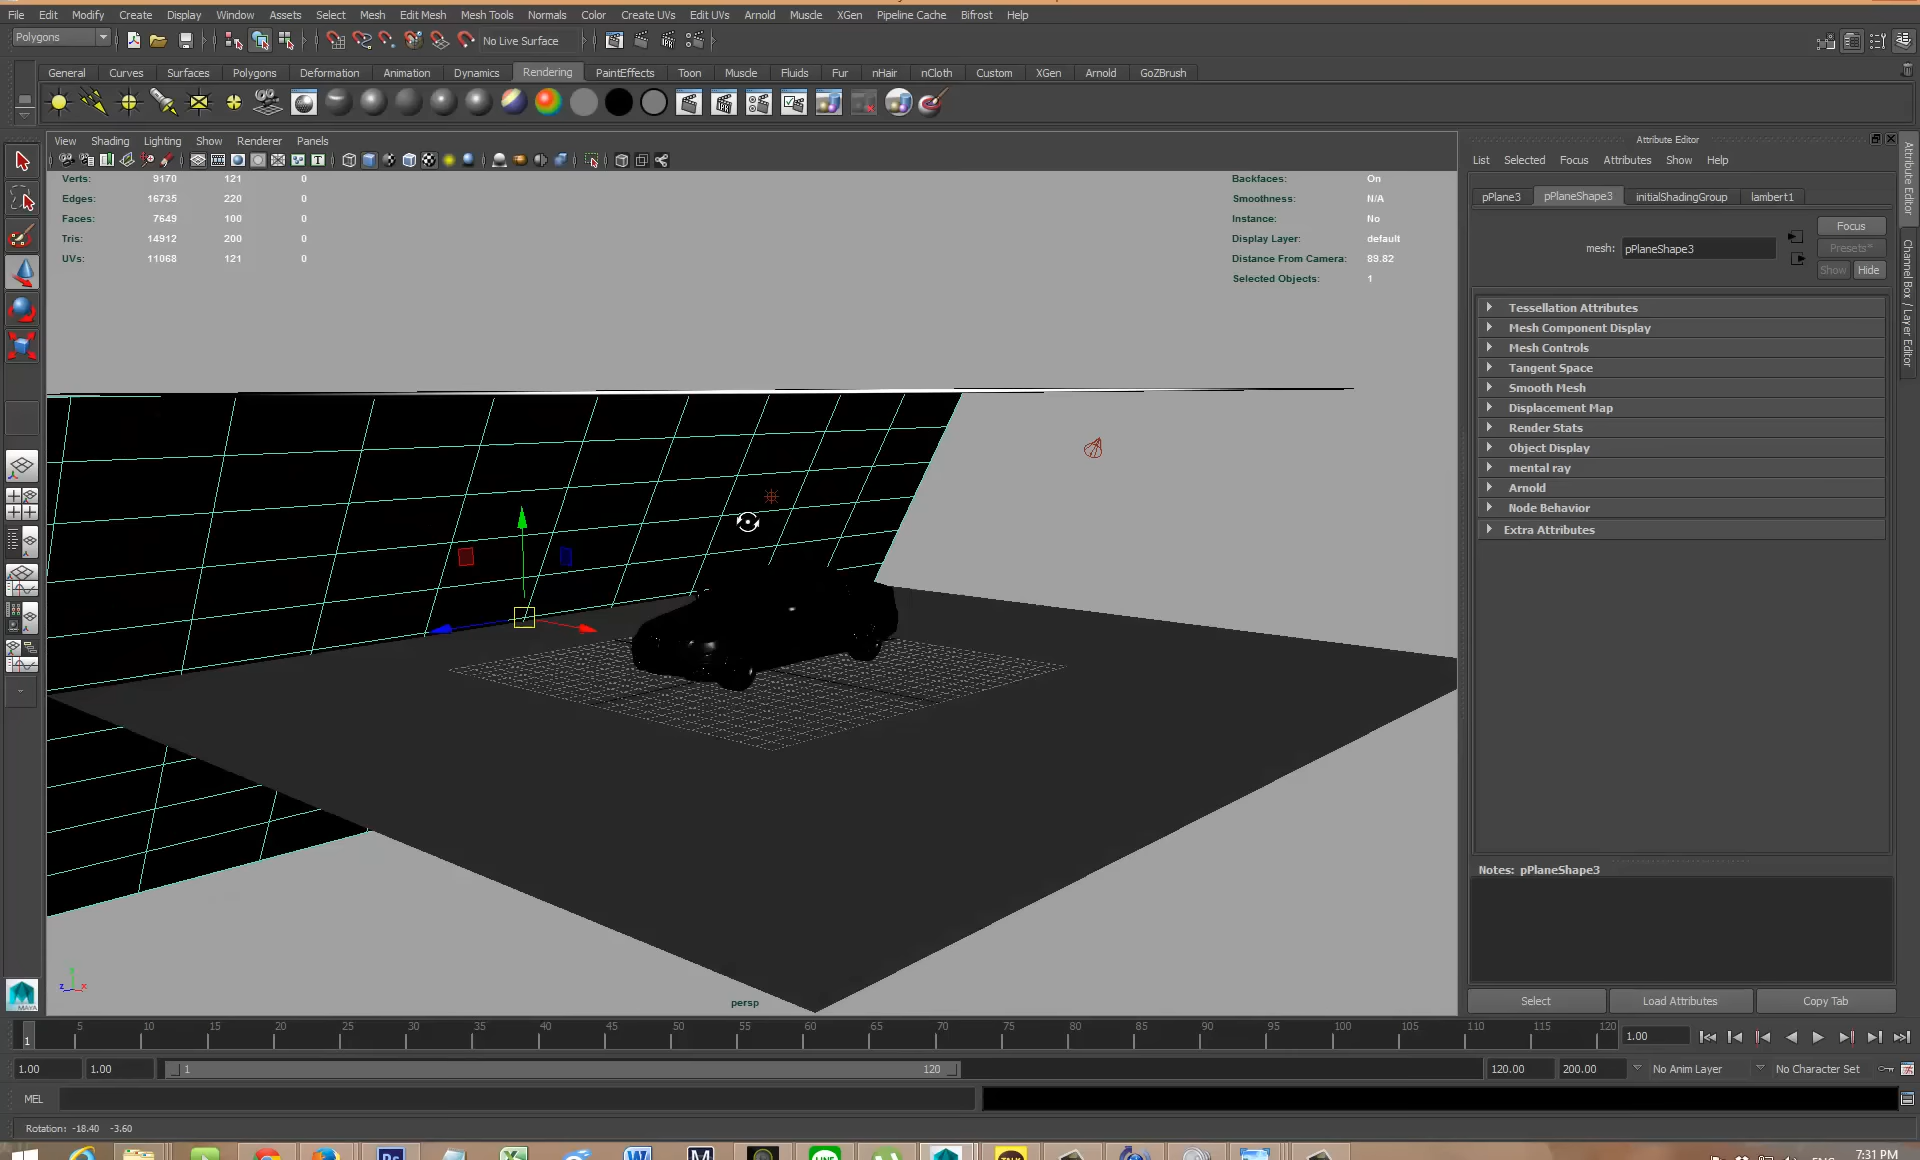 File Edit Modify Create Display Window Assets Select Mesh Edit Mesh Mesh Tools Normals Color Create UVs Edit UVs Arnold Muscle XGen Pipeline Cache Bifrost Help
Polygons No Live Surface
General Curves Surfaces Polygons Deformation Animation Dynamics Rendering PaintEffects Toon Muscle Fluids Fur nHair nCloth Custom XGen Arnold GoZBrush
View Shading Lighting Show Renderer Panels
Attribute Editor
List Selected Focus Attributes Show Help
Verts: 9170 121 0
Edges: 16735 220 0
Faces: 7649 100 0
Tris: 14912 200 0
UVs: 11068 121 0
Backfaces: On
Smoothness: N/A
Instance: No
Display Layer: default
Distance From Camera: 89.82
Selected Objects: 1
pPlane3 pPlaneShape3 initialShadingGroup lambert1
Focus
mesh: pPlaneShape3
Presets*
Show Hide
Tessellation Attributes
Mesh Component Display
Mesh Controls
Tangent Space
Smooth Mesh
Displacement Map
Render Stats
Object Display
mental ray
Arnold
Node Behavior
Extra Attributes
Attribute Editor
Channel Box / Layer Editor
Notes: pPlaneShape3
Select Load Attributes Copy Tab
MAYA
y
z x
persp
5 10 15 20 25 30 35 40 45 50 55 60 65 70 75 80 85 90 95 100 105 110 115 120
1
1.00
1.00 1.00 1 120 120.00 200.00 No Anim Layer No Character Set
MEL
Rotation: -18.40 -3.60
7:31 PM